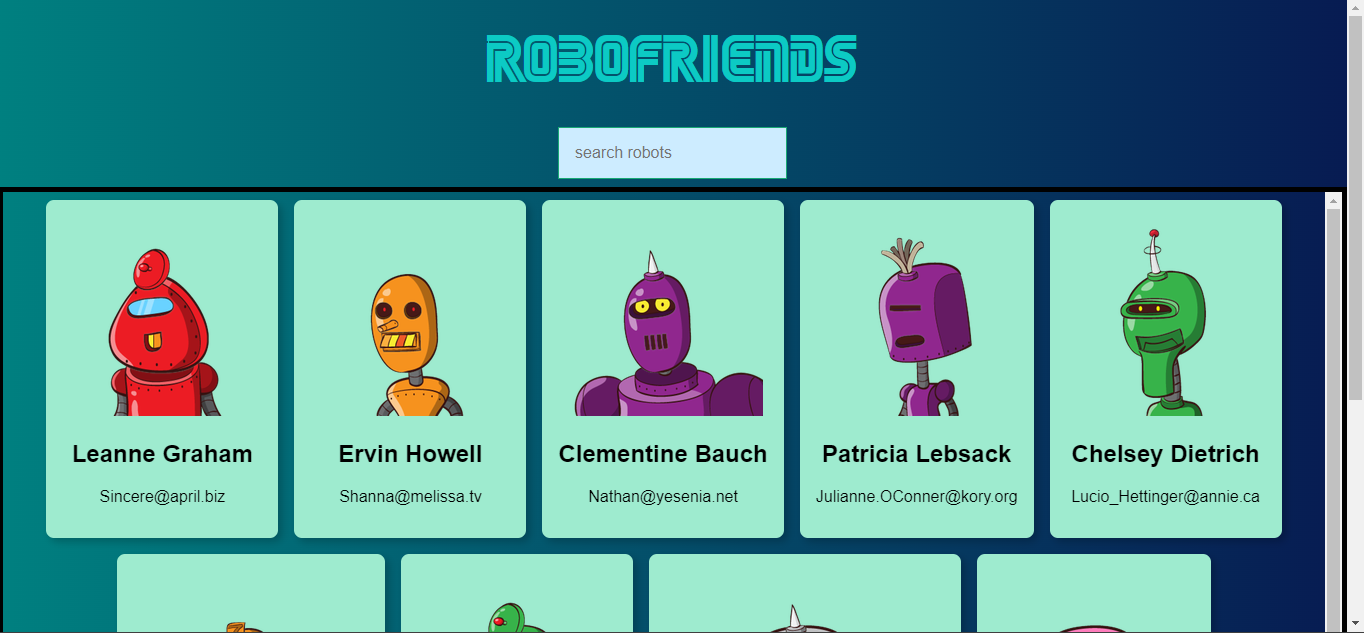 ROBOFRIENDS
search robots
Leanne Graham
Sincere@april.biz
Ervin Howell
Shanna@melissa.tv
Clementine Bauch
Nathan@yesenia.net
Patricia Lebsack
Julianne.OConner@kory.org
Chelsey Dietrich
Lucio_Hettinger@annie.ca